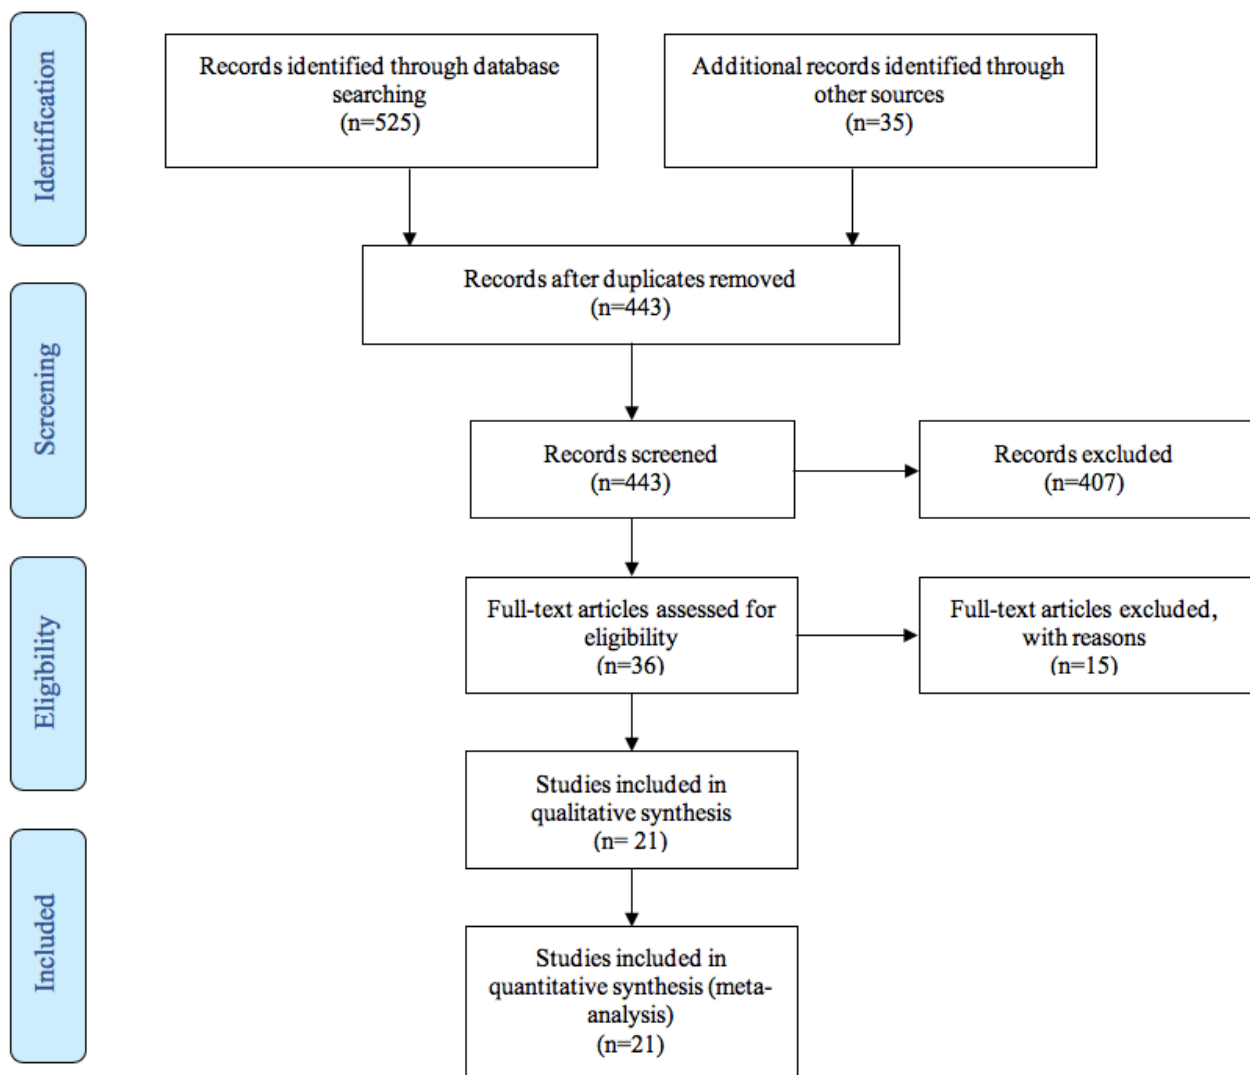 Identification
Records identified through database
searching
(n=525)
Additional records identified through
other sources
(n=35)
Records after duplicates removed
(n=443)
Screening
Records screened
(n=443)
Records excluded
(n=407)
Eligibility
Full-text articles assessed for
eligibility
(n=36)
Full-text articles excluded,
with reasons
(n=15)
Studies included in
qualitative synthesis
(n= 21)
Included
Studies included in
quantitative synthesis (meta-
analysis)
(n=21)